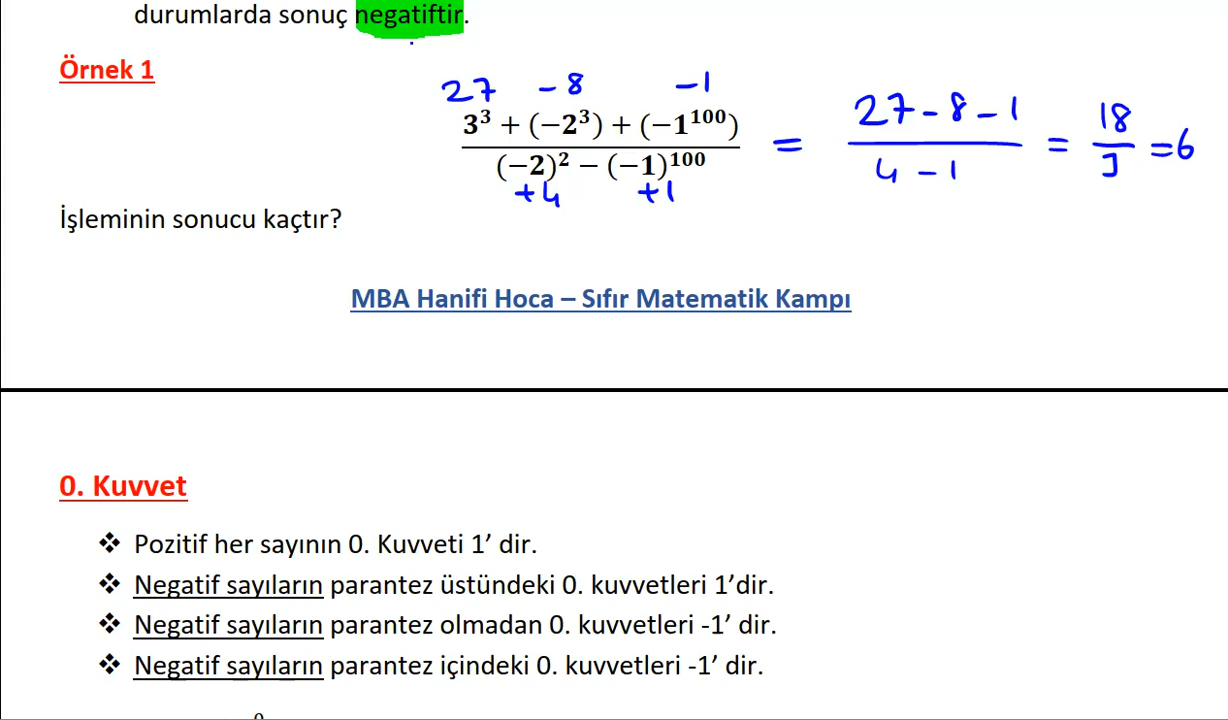 durumlarda sonuç negatiftir.
Örnek 1
27 -8 -1
3³ + (−2³) + (−1¹⁰⁰) / (−2)² − (−1)¹⁰⁰ = 27-8-1 / 4-1 = 18 / 3 = 6
+4 +1
İşleminin sonucu kaçtır?
MBA Hanifi Hoca – Sıfır Matematik Kampı
0. Kuvvet
❖ Pozitif her sayının 0. Kuvveti 1’ dir.
❖ Negatif sayıların parantez üstündeki 0. kuvvetleri 1’dir.
❖ Negatif sayıların parantez olmadan 0. kuvvetleri -1’ dir.
❖ Negatif sayıların parantez içindeki 0. kuvvetleri -1’ dir.